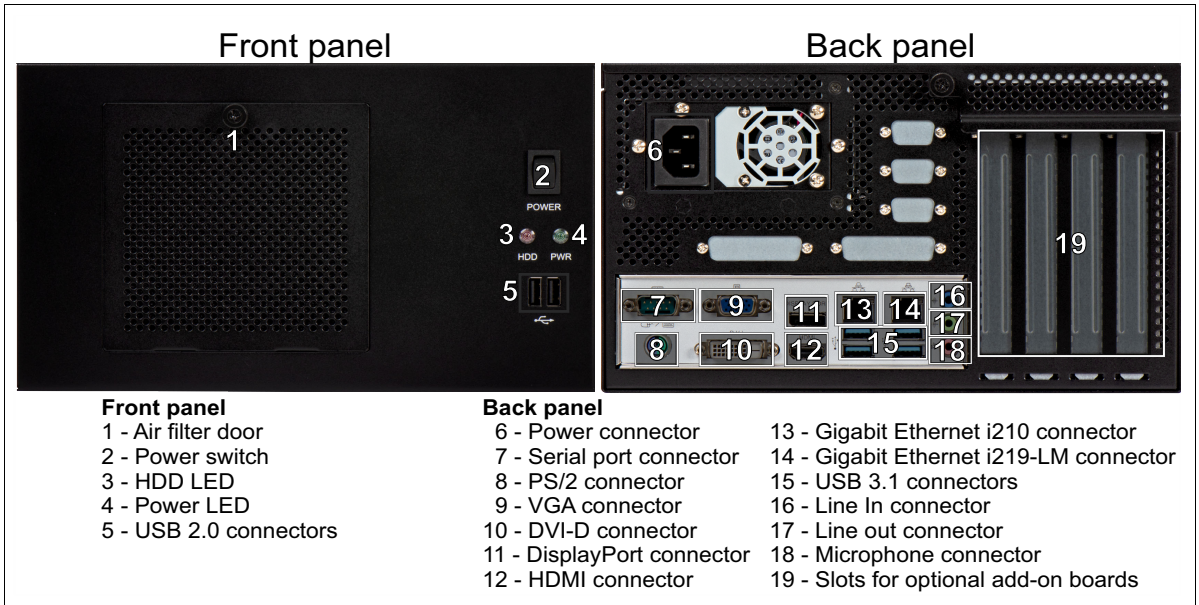 Front panel
Back panel
1
2
POWER
3
4
HDD PWR
5
6
7
8
9
10
11
12
13
14
15
16
17
18
19
Front panel
1 - Air filter door
2 - Power switch
3 - HDD LED
4 - Power LED
5 - USB 2.0 connectors
Back panel
6 - Power connector
7 - Serial port connector
8 - PS/2 connector
9 - VGA connector
10 - DVI-D connector
11 - DisplayPort connector
12 - HDMI connector
13 - Gigabit Ethernet i210 connector
14 - Gigabit Ethernet i219-LM connector
15 - USB 3.1 connectors
16 - Line In connector
17 - Line out connector
18 - Microphone connector
19 - Slots for optional add-on boards